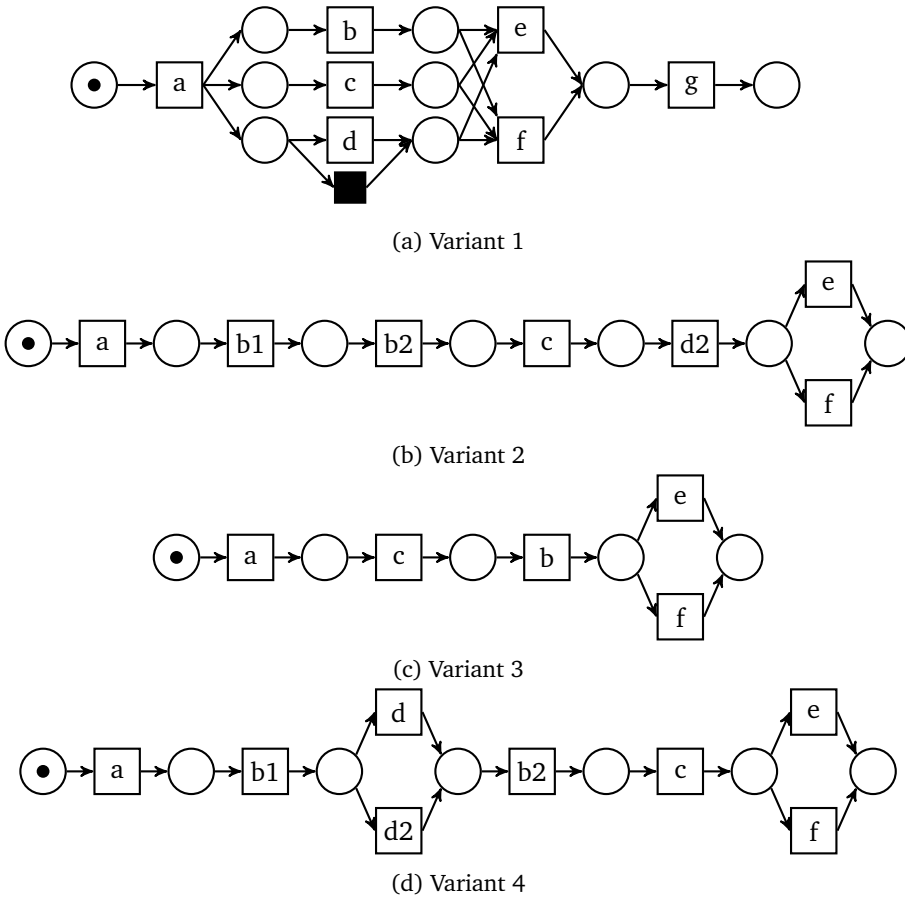 b e
a c g
d f
(a) Variant 1
e
a b1 b2 c d2
f
(b) Variant 2
e
a c b
f
(c) Variant 3
d e
a b1 b2 c
d2 f
(d) Variant 4